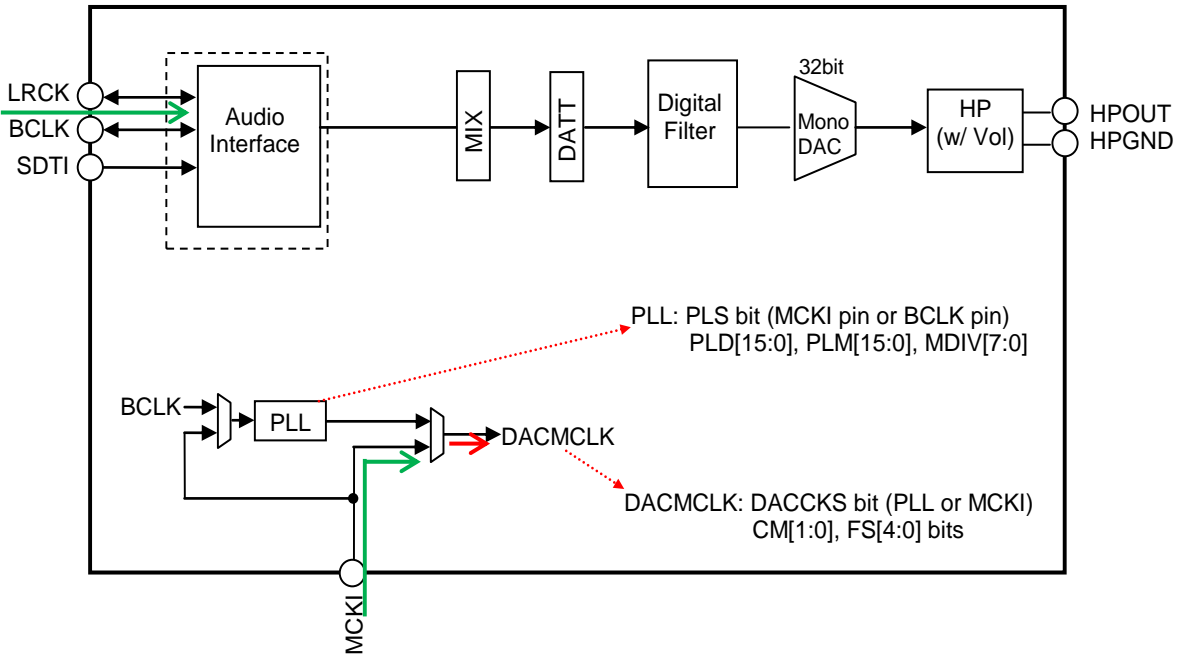 LRCK
BCLK
SDTI
Audio
Interface
MIX
DATT
Digital
Filter
32bit
Mono
DAC
HP
(w/ Vol)
HPOUT
HPGND
PLL: PLS bit (MCKI pin or BCLK pin)
PLD[15:0], PLM[15:0], MDIV[7:0]
BCLK
PLL
DACMCLK
DACMCLK: DACCKS bit (PLL or MCKI)
CM[1:0], FS[4:0] bits
MCKI